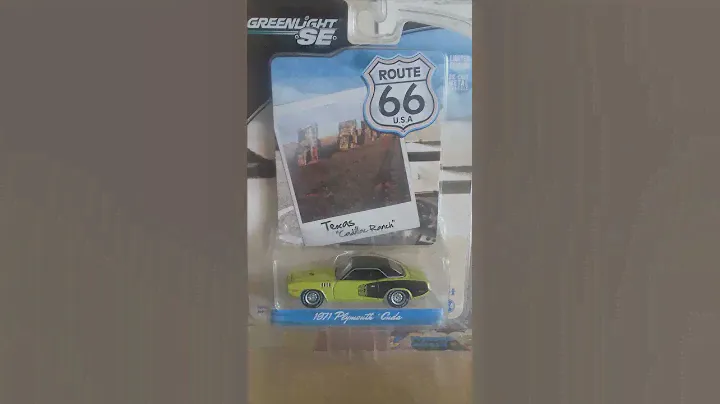 GREENLIGHT
SE
ROUTE
66
U.S.A
Texas
"Cadillac Ranch"
1971 Plymouth 'Cuda